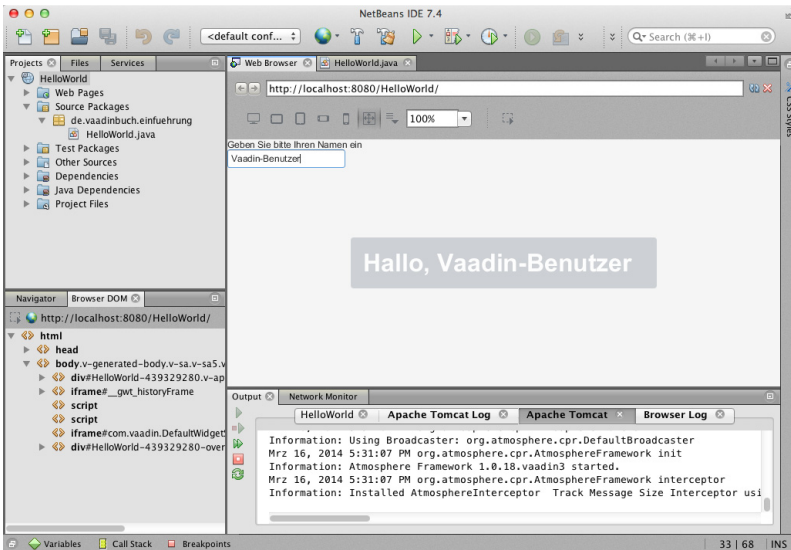 NetBeans IDE 7.4
<default conf...
Search (⌘+I)
Projects Files Services
HelloWorld
Web Pages
Source Packages
de.vaadinbuch.einfuehrung
HelloWorld.java
Test Packages
Other Sources
Dependencies
Java Dependencies
Project Files
Web Browser HelloWorld.java
http://localhost:8080/HelloWorld/
100%
CSS Styles
Geben Sie bitte Ihren Namen ein
Vaadin-Benutzer
Hallo, Vaadin-Benutzer
Navigator Browser DOM
http://localhost:8080/HelloWorld/
html
head
body.v-generated-body.v-sa.v-sa5.v
div#HelloWorld-439329280.v-ap
iframe#__gwt_historyFrame
script
script
iframe#com.vaadin.DefaultWidgetS
div#HelloWorld-439329280-over
Output Network Monitor
HelloWorld Apache Tomcat Log Apache Tomcat Browser Log
Information: Using Broadcaster: org.atmosphere.cpr.DefaultBroadcaster
Mrz 16, 2014 5:31:07 PM org.atmosphere.cpr.AtmosphereFramework init
Information: Atmosphere Framework 1.0.18.vaadin3 started.
Mrz 16, 2014 5:31:07 PM org.atmosphere.cpr.AtmosphereFramework interceptor
Information: Installed AtmosphereInterceptor Track Message Size Interceptor usi
Variables Call Stack Breakpoints
33 | 68 INS